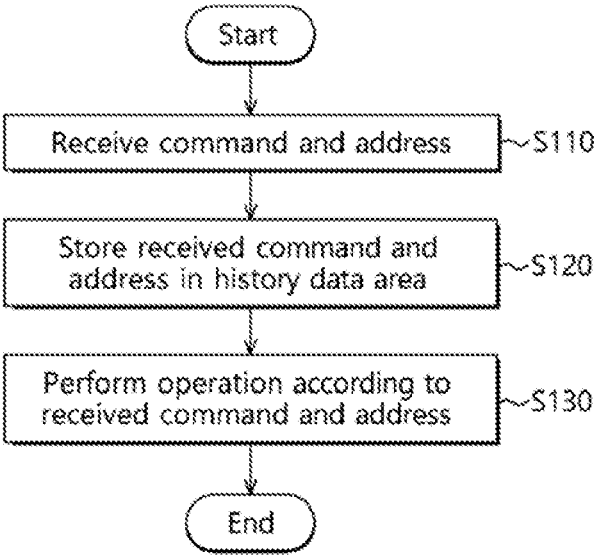 Start
Receive command and address
S110
Store received command and
address in history data area
S120
Perform operation according to
received command and address
S130
End